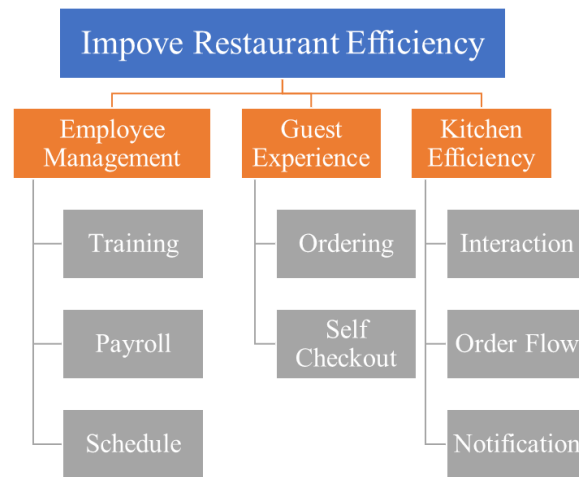 Impove Restaurant Efficiency
Employee
Management
Training
Payroll
Schedule
Guest
Experience
Ordering
Self
Checkout
Kitchen
Efficiency
Interaction
Order Flow
Notification